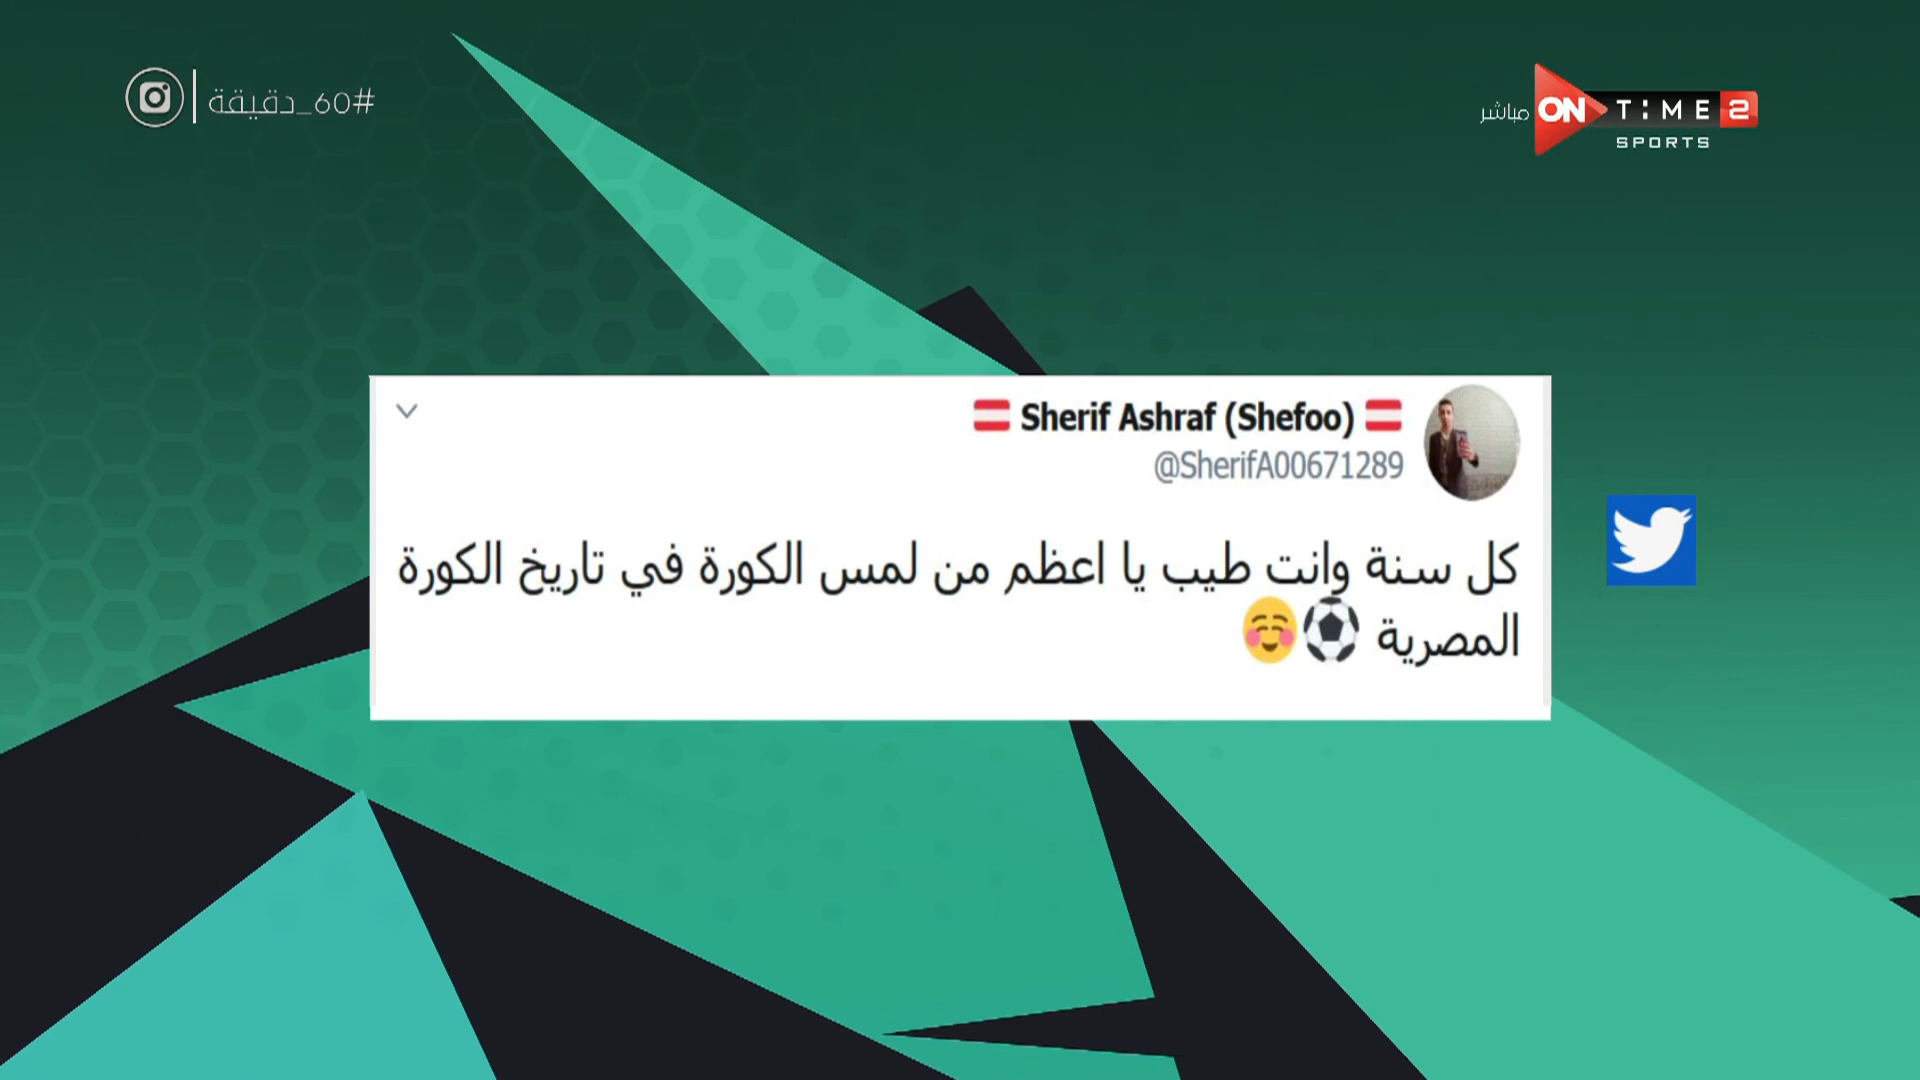 #60_دقيقة
مباشر ON TIME 2
SPORTS
Sherif Ashraf (Shefoo)
@SherifA00671289
كل سنة وانت طيب يا اعظم من لمس الكورة في تاريخ الكورة
المصرية ⚽☺️